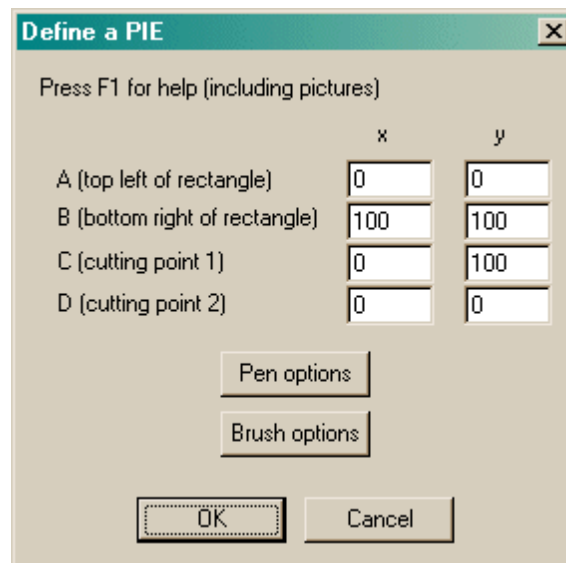 Define a PIE
Press F1 for help (including pictures)
x y
A (top left of rectangle) 0 0
B (bottom right of rectangle) 100 100
C (cutting point 1) 0 100
D (cutting point 2) 0 0
Pen options
Brush options
OK Cancel